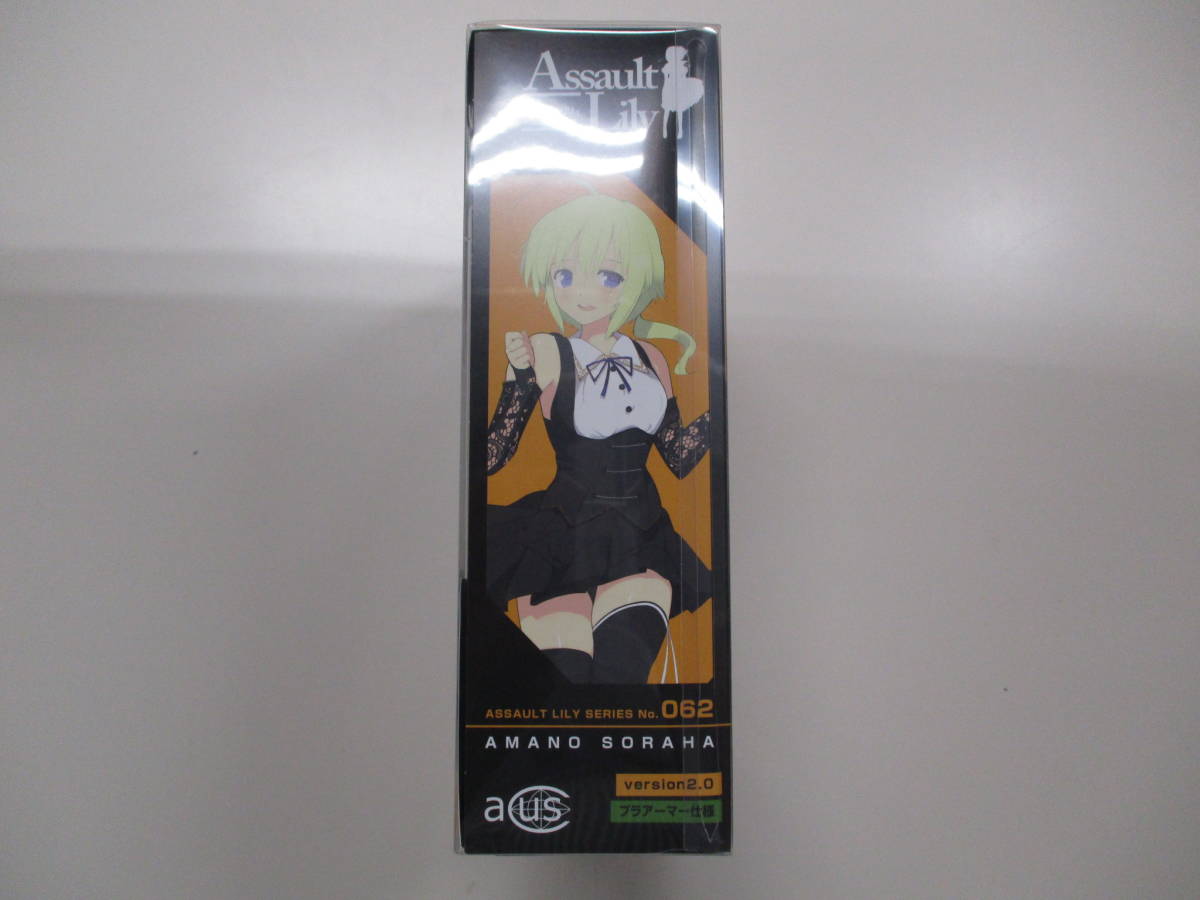 Assault
Lily
ASSAULT LILY SERIES No. 062
AMANO SORAHA
version2.0
acus
プラアーマー仕様